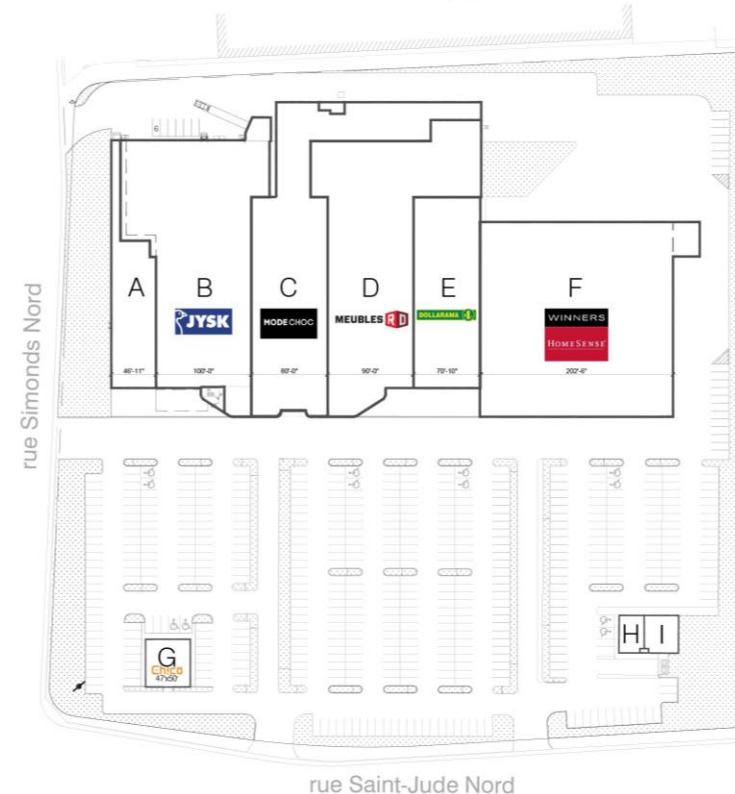 rue Simonds Nord
A
B
C
D
E
F
JYSK
MODE CHOC
MEUBLES RD
DOLLARAMA
WINNERS
HOMESENSE
46'-11"
100'-0"
60'-0"
90'-0"
70'-10"
202'-6"
G
Chico
47x50'
H
I
rue Saint-Jude Nord